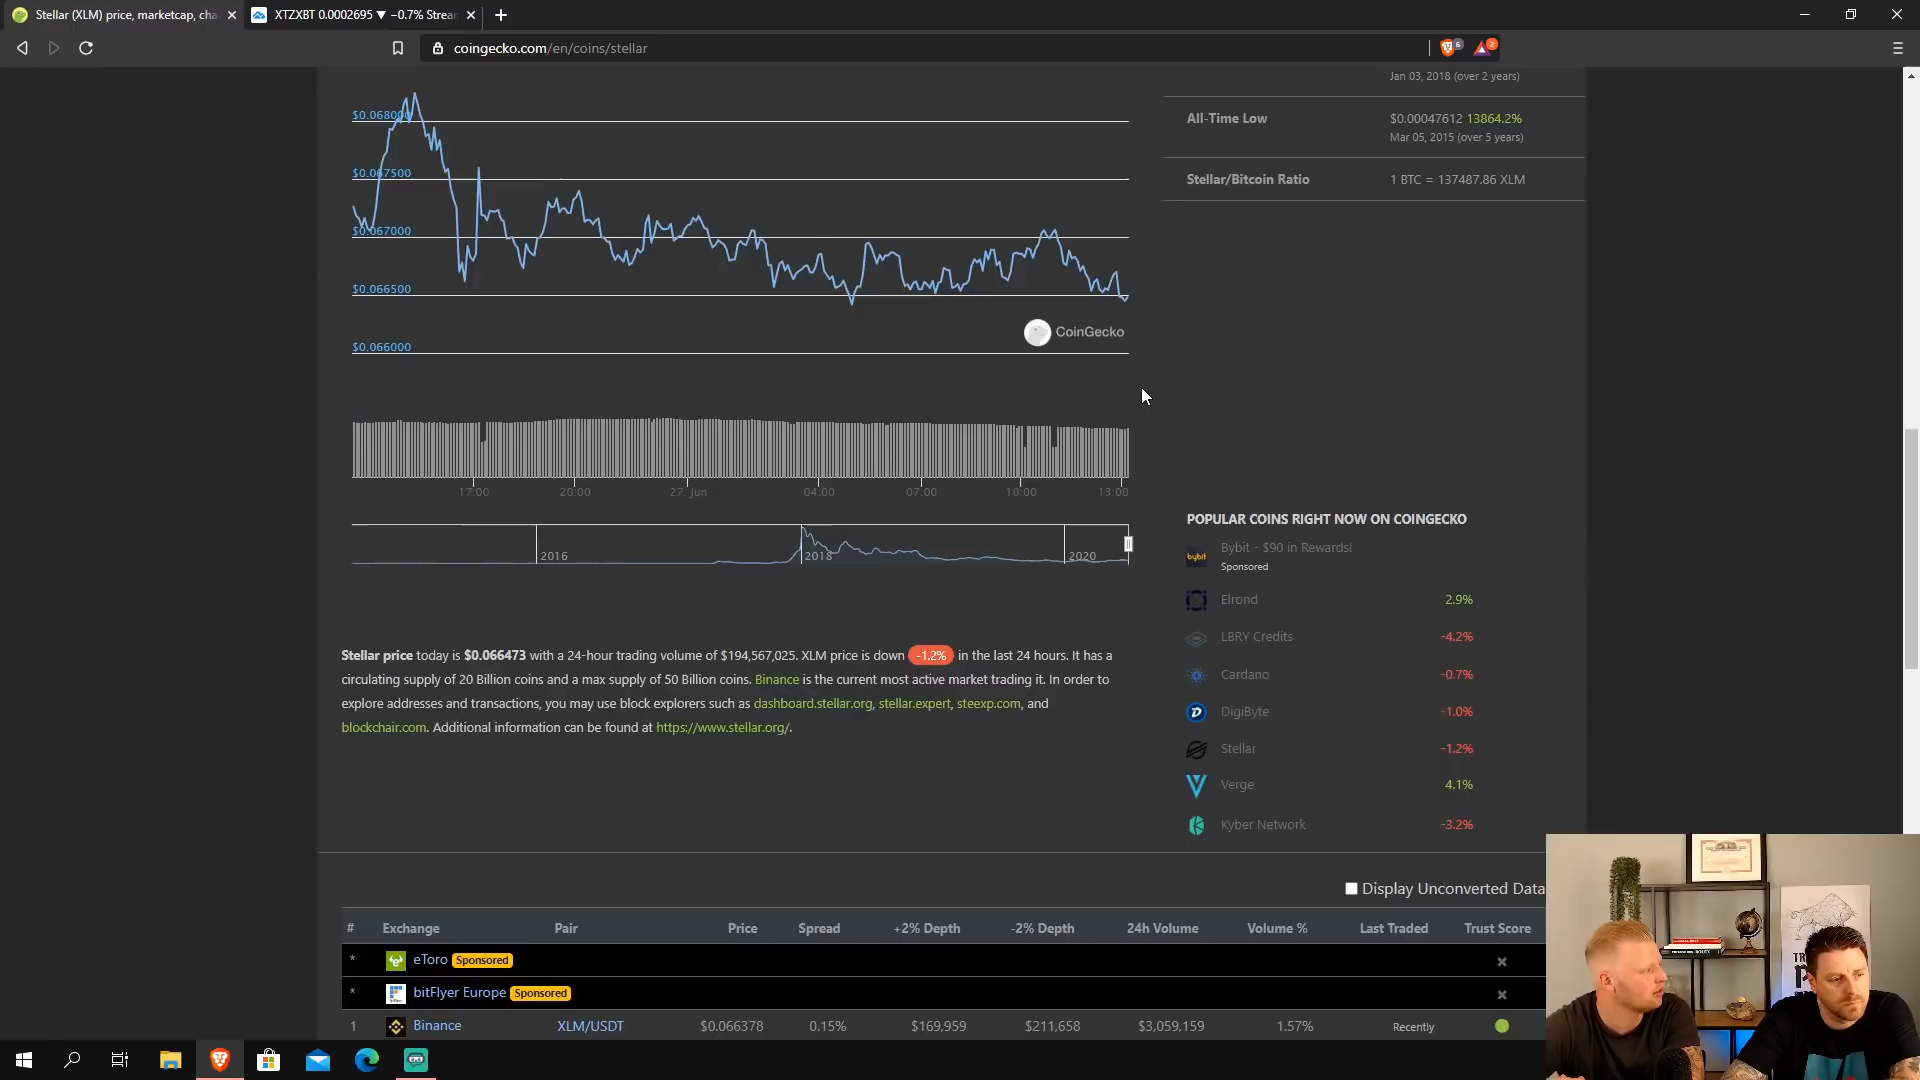 Stellar (XLM) price, marketcap, cha
XTZXBT 0.0002695 ▼ −0.7% Strea
coingecko.com/en/coins/stellar
6
2
Jan 03, 2018 (over 2 years)
$0.068000
All-Time Low
$0.00047612 13864.2%
Mar 05, 2015 (over 5 years)
$0.067500
Stellar/Bitcoin Ratio
1 BTC = 137487.86 XLM
$0.067000
$0.066500
CoinGecko
$0.066000
17:00
20:00
27. Jun
04:00
07:00
10:00
13:00
2016
2018
2020
POPULAR COINS RIGHT NOW ON COINGECKO
bybit
Bybit - $90 in Rewards!
Sponsored
Elrond 2.9%
LBRY Credits -4.2%
Cardano -0.7%
DigiByte -1.0%
Stellar -1.2%
Verge 4.1%
Kyber Network -3.2%
Stellar price today is $0.066473 with a 24-hour trading volume of $194,567,025. XLM price is down -1.2% in the last 24 hours. It has a
circulating supply of 20 Billion coins and a max supply of 50 Billion coins. Binance is the current most active market trading it. In order to
explore addresses and transactions, you may use block explorers such as dashboard.stellar.org, stellar.expert, steexp.com, and
blockchair.com. Additional information can be found at https://www.stellar.org/.
Display Unconverted Data
# Exchange Pair Price Spread +2% Depth -2% Depth 24h Volume Volume % Last Traded Trust Score
* eToro Sponsored
* bitFlyer Europe Sponsored
1 Binance XLM/USDT $0.066378 0.15% $169,959 $211,658 $3,059,159 1.57% Recently